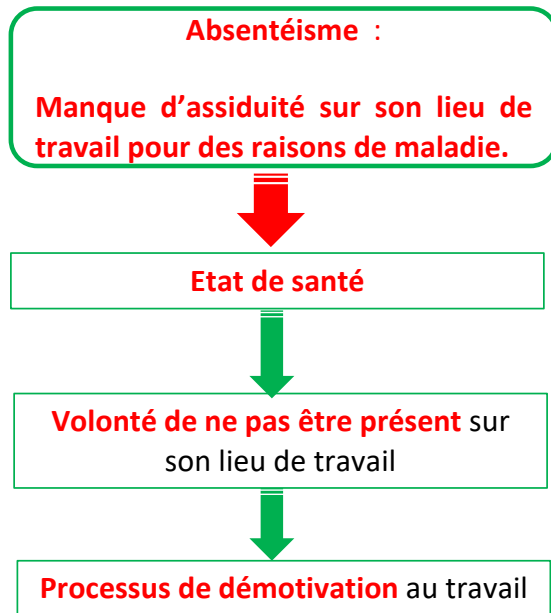 Absentéisme :
Manque d’assiduité sur son lieu de
travail pour des raisons de maladie.
Etat de santé
Volonté de ne pas être présent sur
son lieu de travail
Processus de démotivation au travail